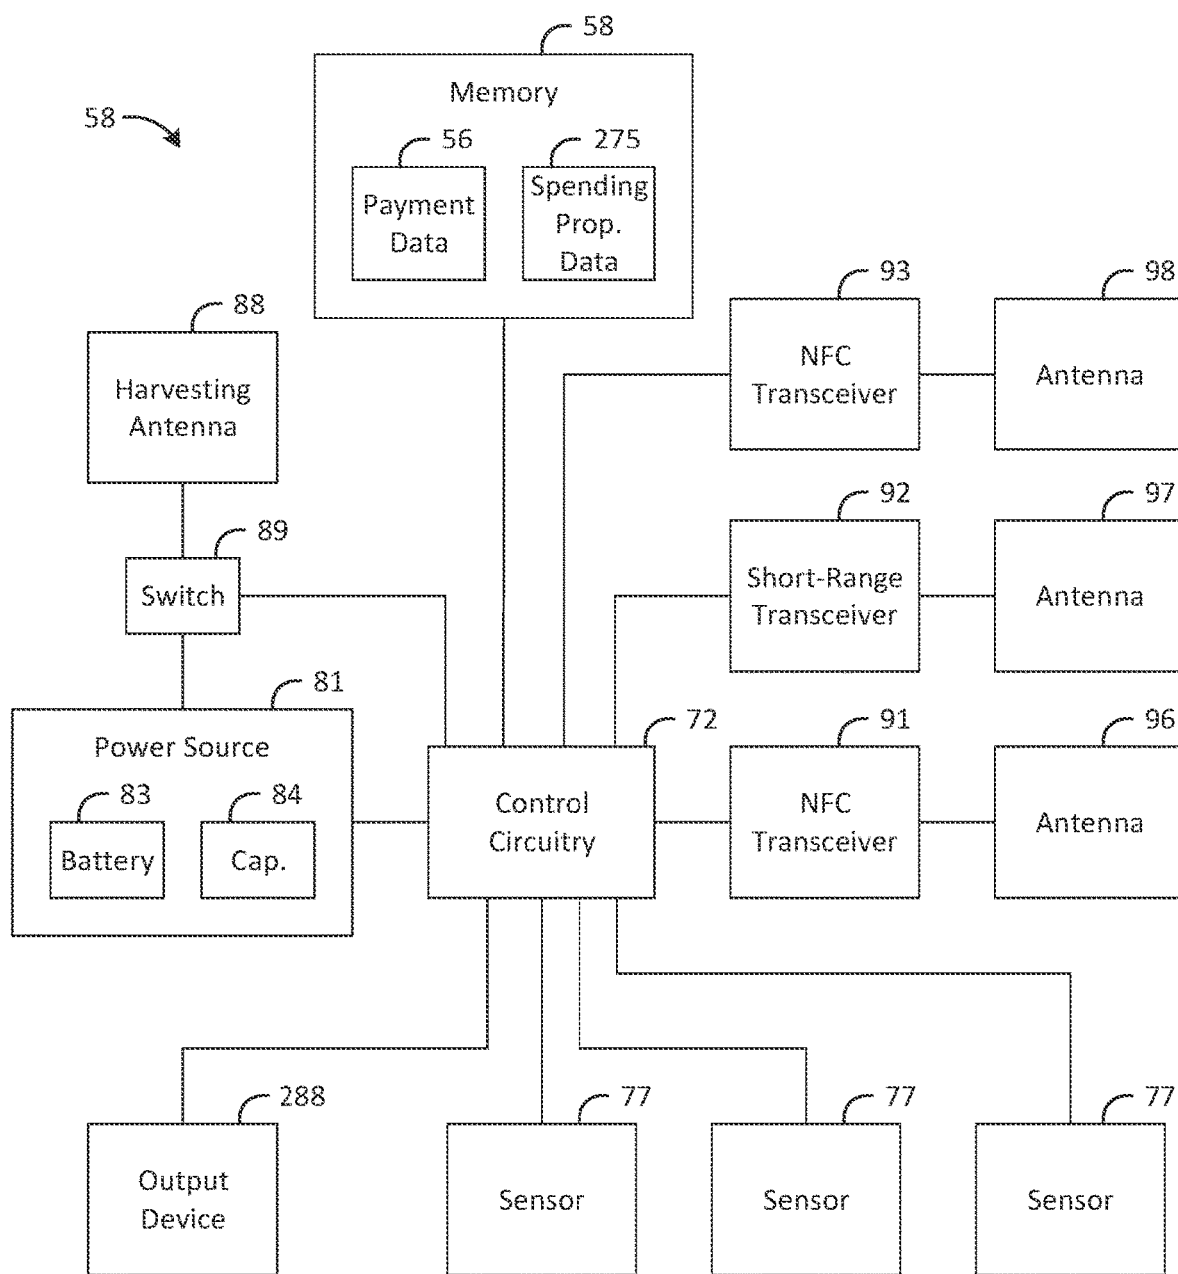 58
58
Memory
56
275
Payment
Data
Spending
Prop.
Data
93
98
88
NFC
Transceiver
Antenna
Harvesting
Antenna
92
97
89
Short-Range
Transceiver
Antenna
Switch
81
72
91
96
Power Source
83
84
Battery
Cap.
Control
Circuitry
NFC
Transceiver
Antenna
288
77
77
77
Output
Device
Sensor
Sensor
Sensor